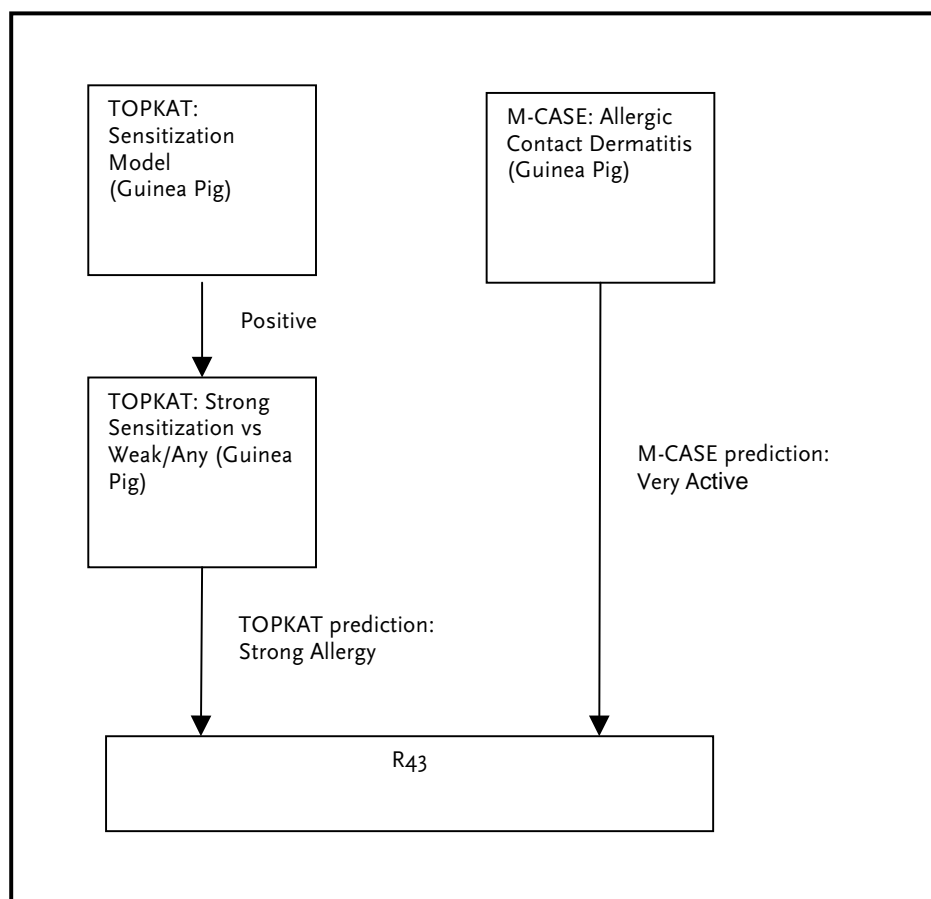 TOPKAT:
Sensitization
Model
(Guinea Pig)
M-CASE: Allergic
Contact Dermatitis
(Guinea Pig)
Positive
TOPKAT: Strong
Sensitization vs
Weak/Any (Guinea
Pig)
M-CASE prediction:
Very Active
TOPKAT prediction:
Strong Allergy
R43